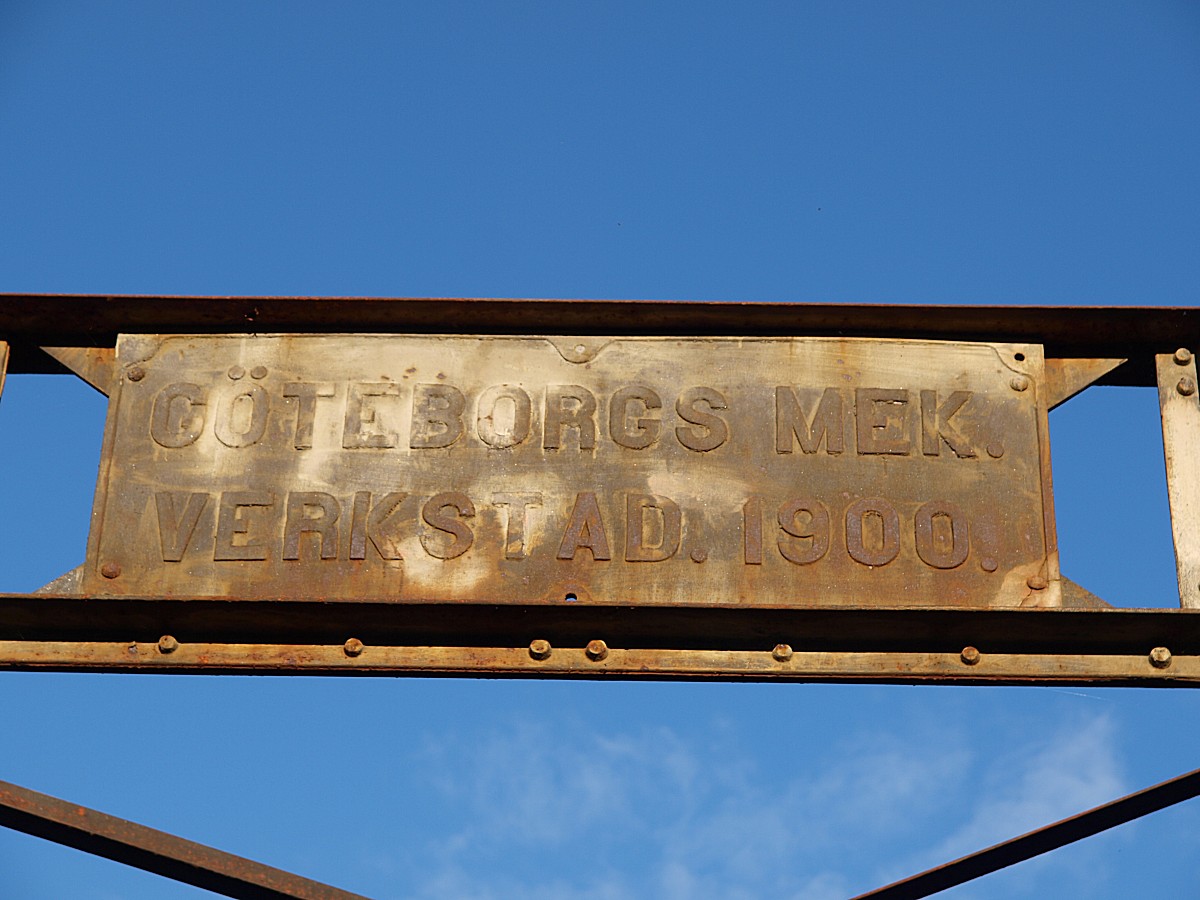 GÖTEBORGS MEK.
VERKSTAD. 1900.